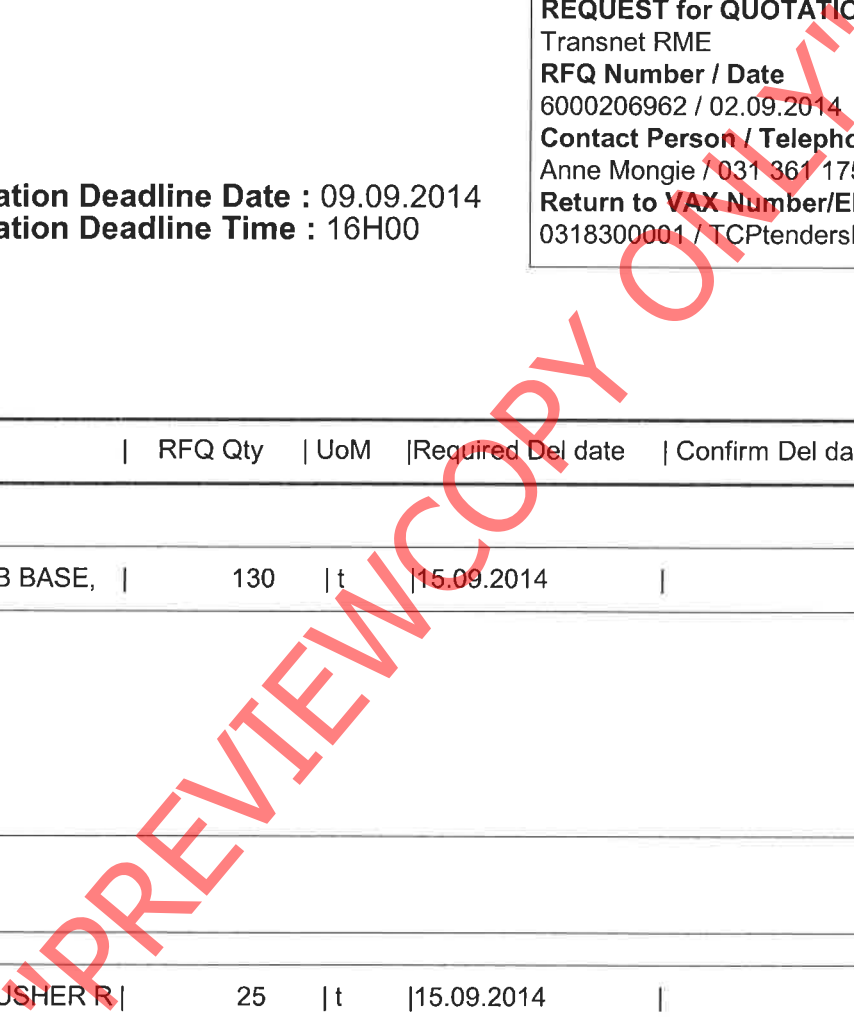 REQUEST for QUOTATIO
Transnet RME
RFQ Number / Date
6000206962 / 02.09.2014
Contact Person / Telepho
Anne Mongie / 031 361 175
Return to VAX Number/E
0318300001 / TCPtenders
ation Deadline Date : 09.09.2014
ation Deadline Time : 16H00
| RFQ Qty | UoM |Required Del date | Confirm Del da
B BASE, | 130 | t |15.09.2014 |
USHER R | 25 | t |15.09.2014 |
"PREVIEWCOPY ONLY"